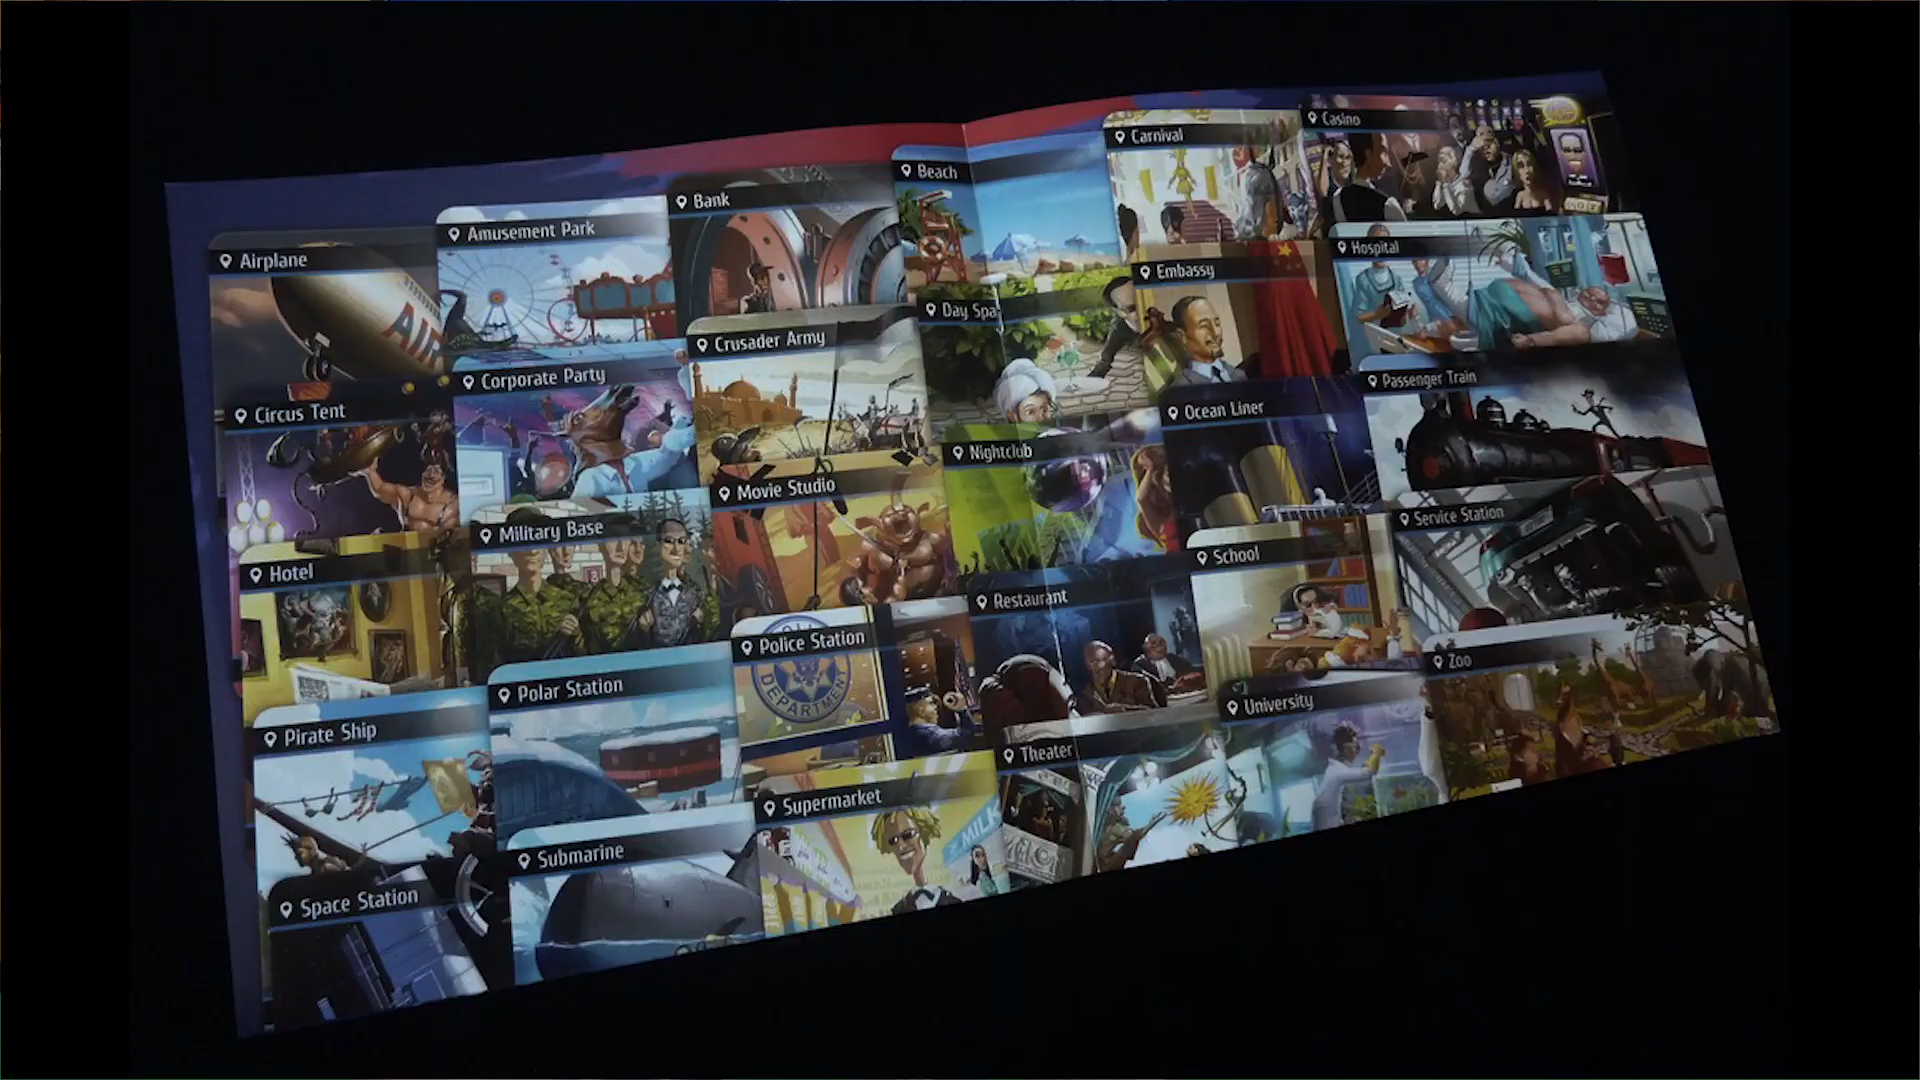 Airplane
Amusement Park
Bank
Beach
Carnival
Casino
Circus Tent
Corporate Party
Crusader Army
Day Spa
Embassy
Hospital
Hotel
Military Base
Movie Studio
Nightclub
Ocean Liner
Passenger Train
Pirate Ship
Polar Station
Police Station
DEPARTMENT
Restaurant
School
Service Station
Space Station
Submarine
Supermarket
MILK
Theater
University
Zoo
AIR